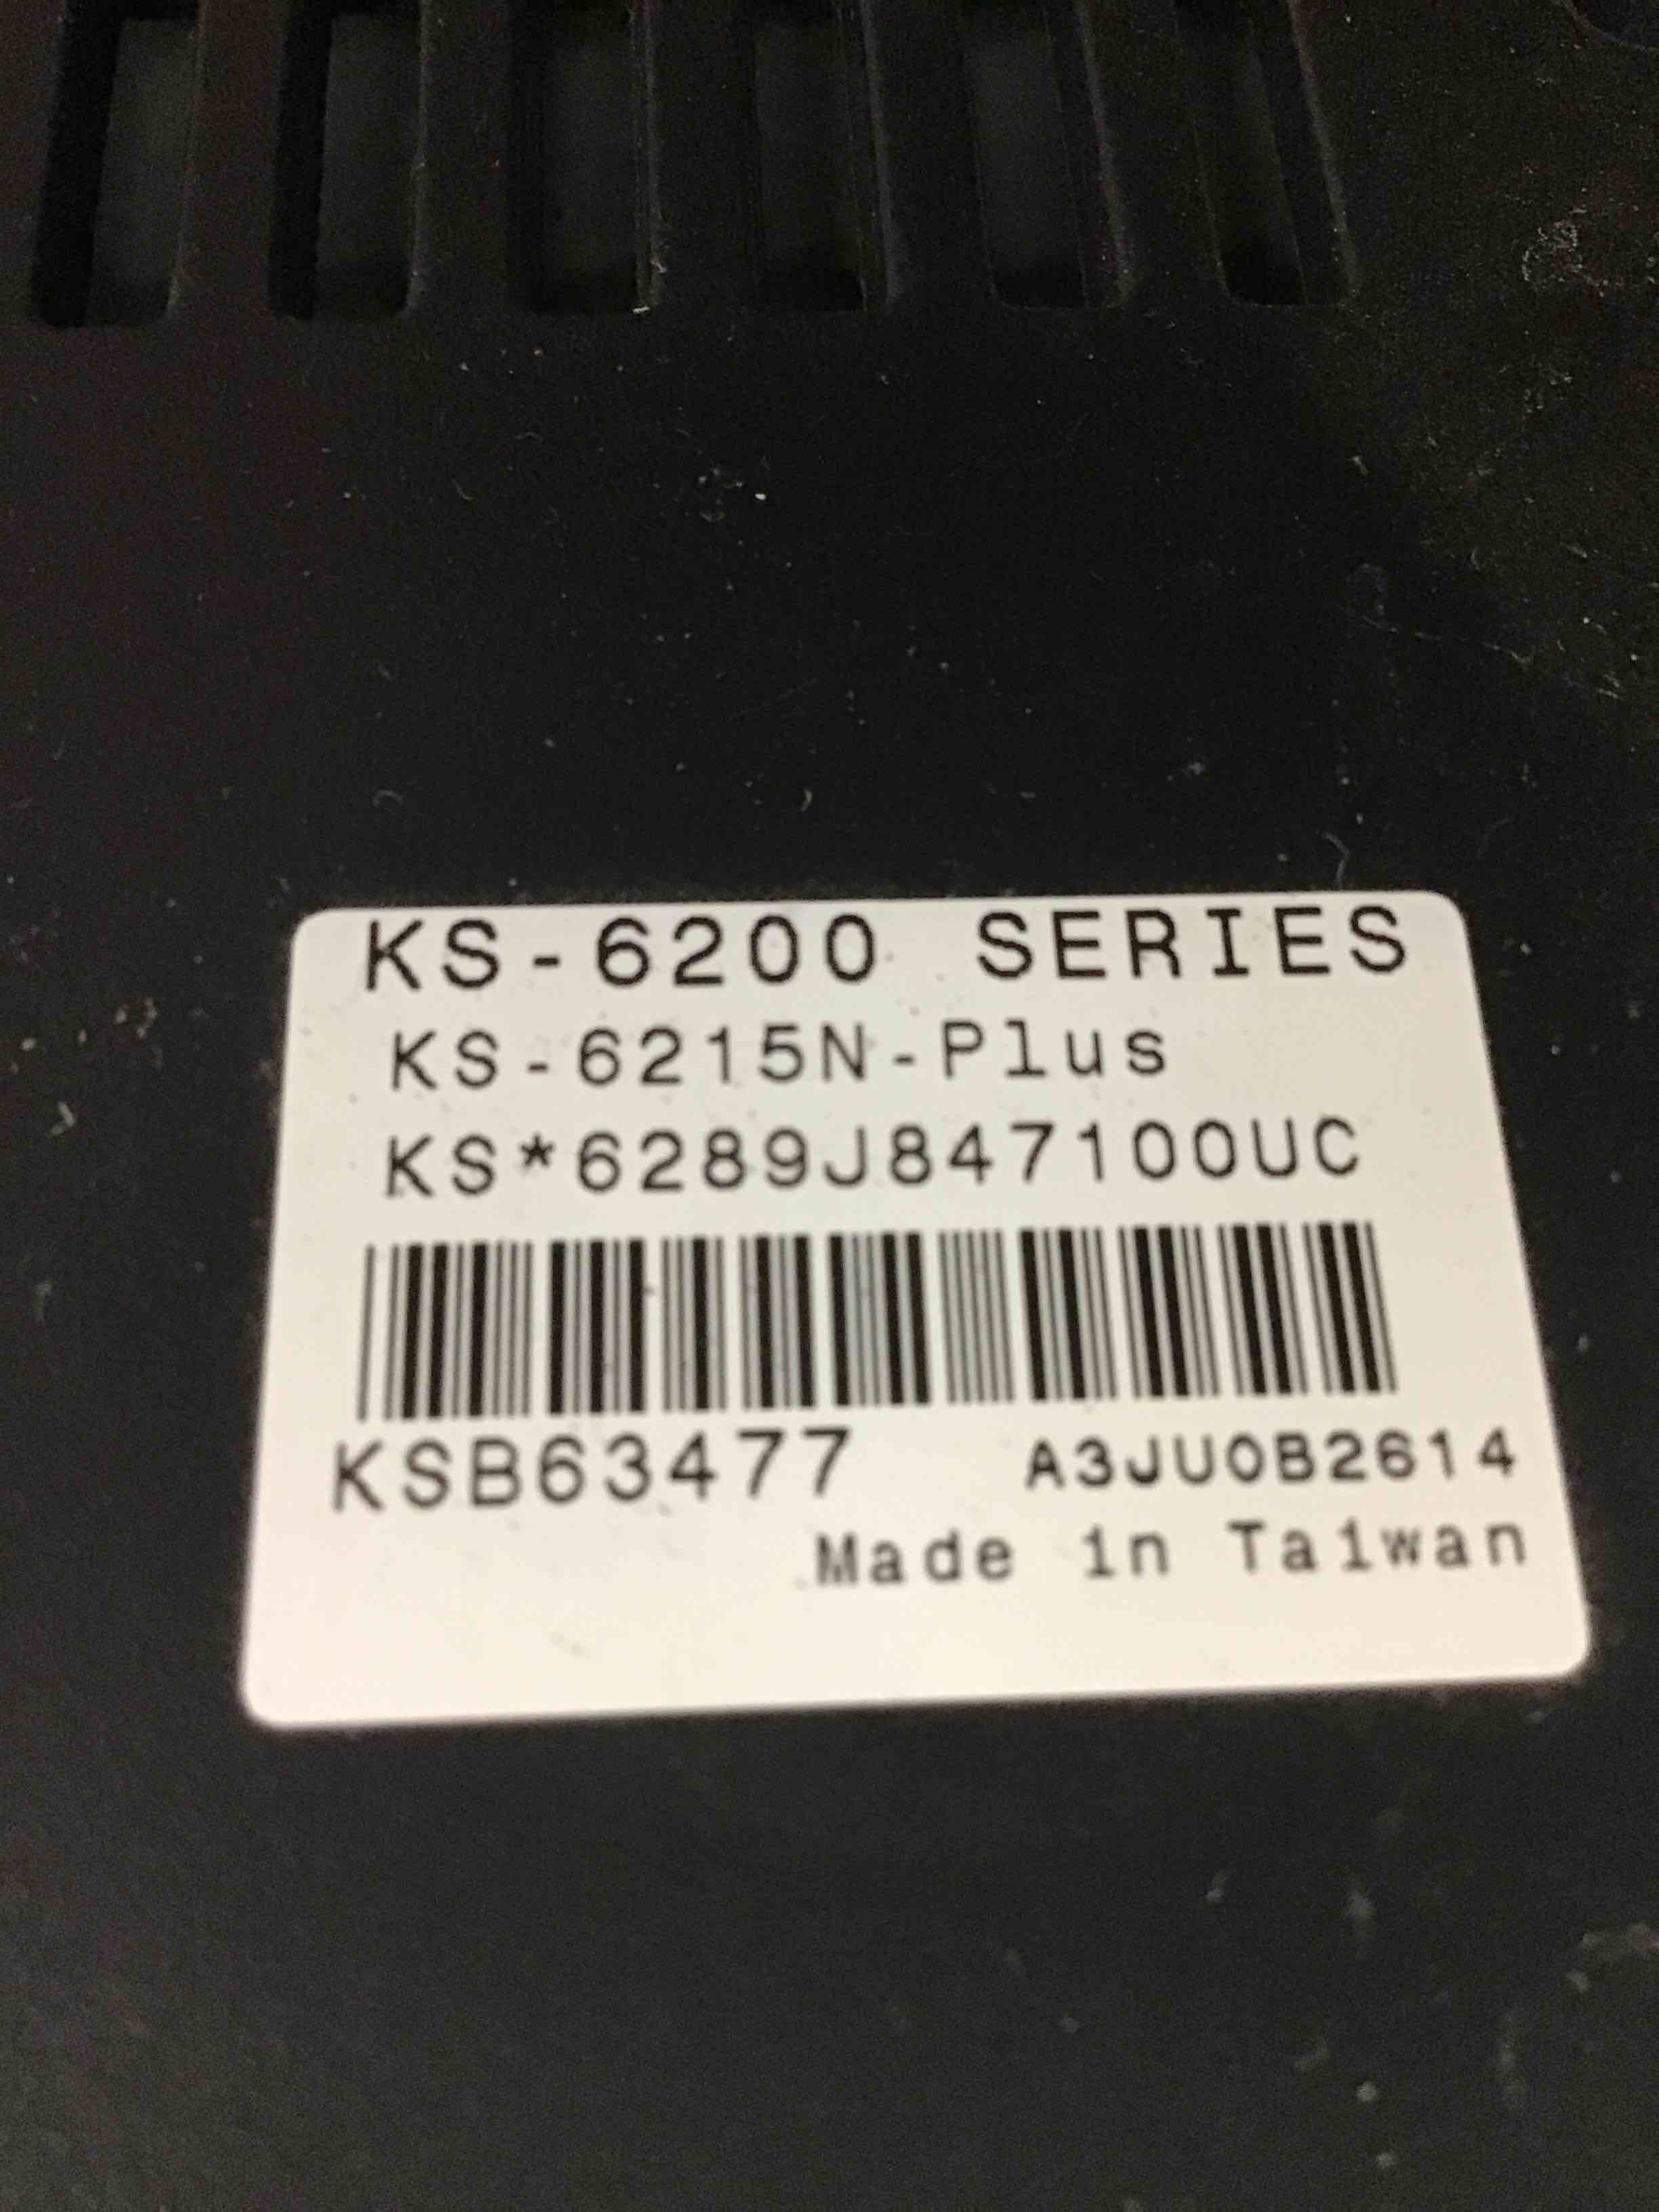 KS-6200 SERIES
KS-6215N-Plus
KS*6289J847100UC
KSB63477 A3JU0B2614
Made in Taiwan